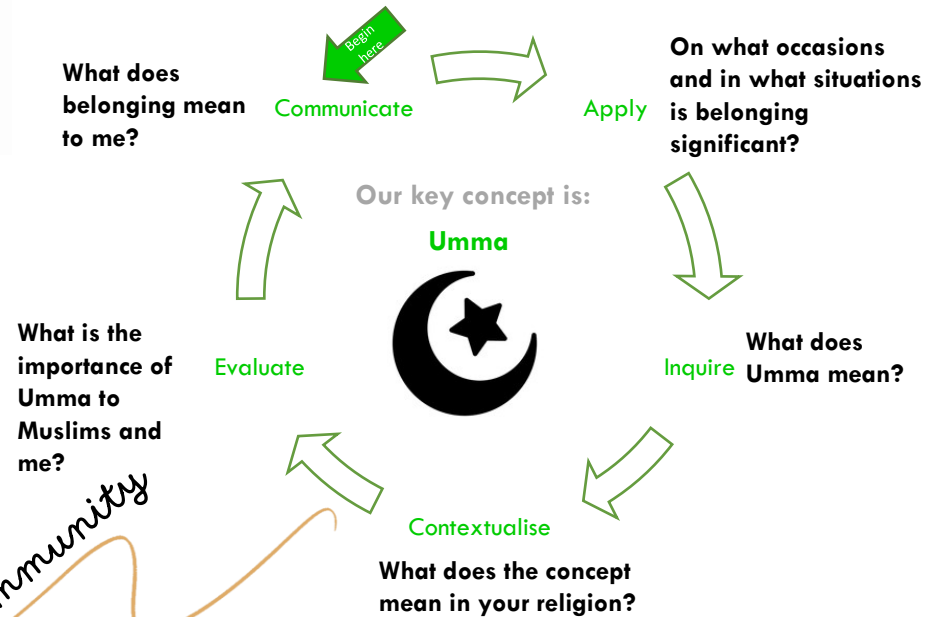 Begin
here
What does
belonging mean
to me?
Communicate
Apply
On what occasions
and in what situations
is belonging
significant?
Our key concept is:
Umma
Inquire
What does
Umma mean?
Contextualise
What does the concept
mean in your religion?
Evaluate
What is the
importance of
Umma to
Muslims and
me?